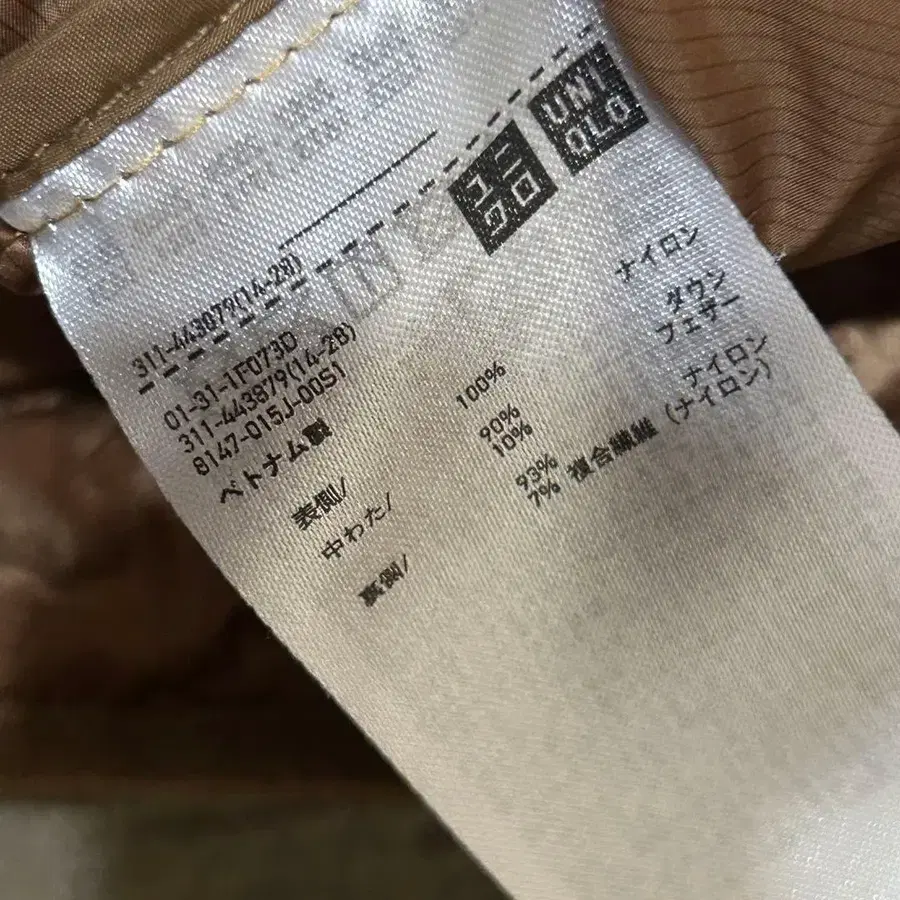 ユニクロ
UNIQLO
311-443879(14-28)
01-31-1F073D
311-443879(14-28)
8147-015J-00S1
ベトナム製
表側/ 100% ナイロン
中わた/ 90% ダウン
10% フェザー
裏側/ 93% ナイロン
7% 複合繊維 (ナイロン)